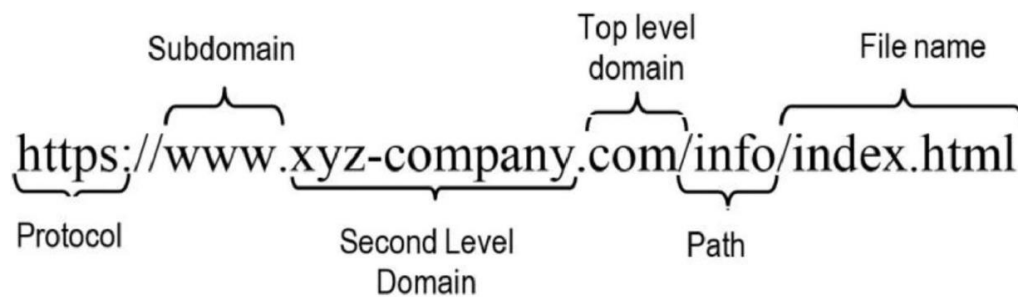 Subdomain
Top level
domain
File name
https://www.xyz-company.com/info/index.html
Protocol
Second Level
Domain
Path